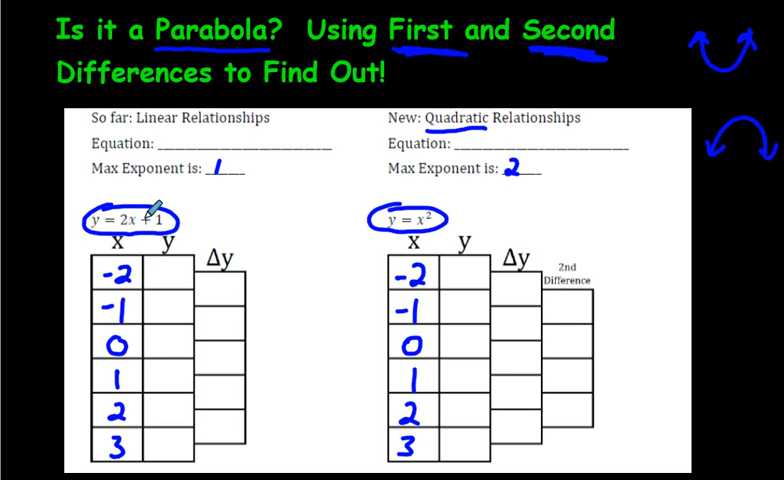 Is it a Parabola? Using First and Second
Differences to Find Out!
So far: Linear Relationships
Equation: ______________________
Max Exponent is: 1
y = 2x + 1
x y Δy
-2
-1
0
1
2
3
New: Quadratic Relationships
Equation: ______________________
Max Exponent is: 2
y = x²
x y Δy 2nd
Difference
-2
-1
0
1
2
3